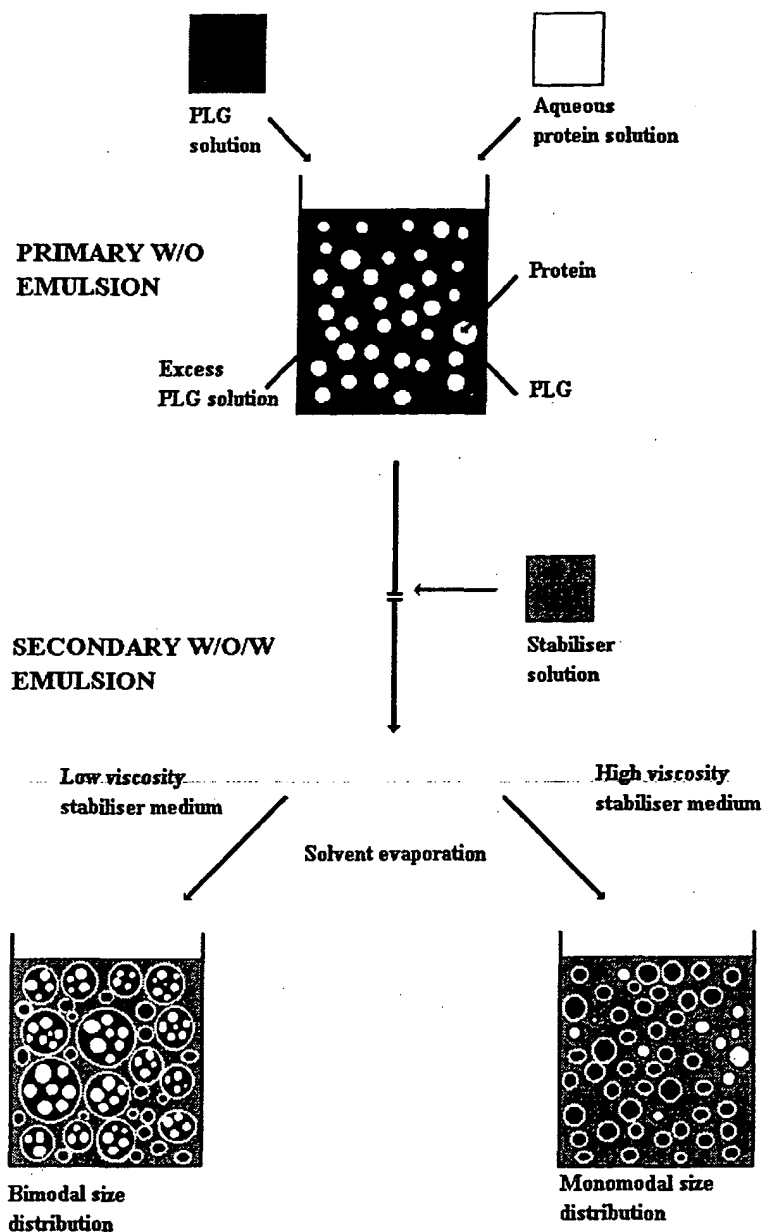 PLG
solution
Aqueous
protein solution
PRIMARY W/O
EMULSION
Protein
Excess
PLG solution
PLG
SECONDARY W/O/W
EMULSION
Stabiliser
solution
Low viscosity
stabiliser medium
High viscosity
stabiliser medium
Solvent evaporation
Bimodal size
distribution
Monomodal size
distribution